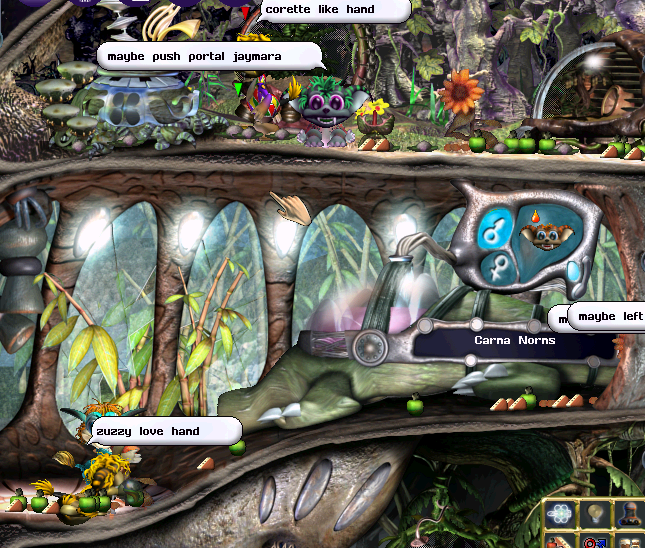 corette like hand
maybe push portal jaymara
m
maybe left
Carna Norns
zuzzy love hand